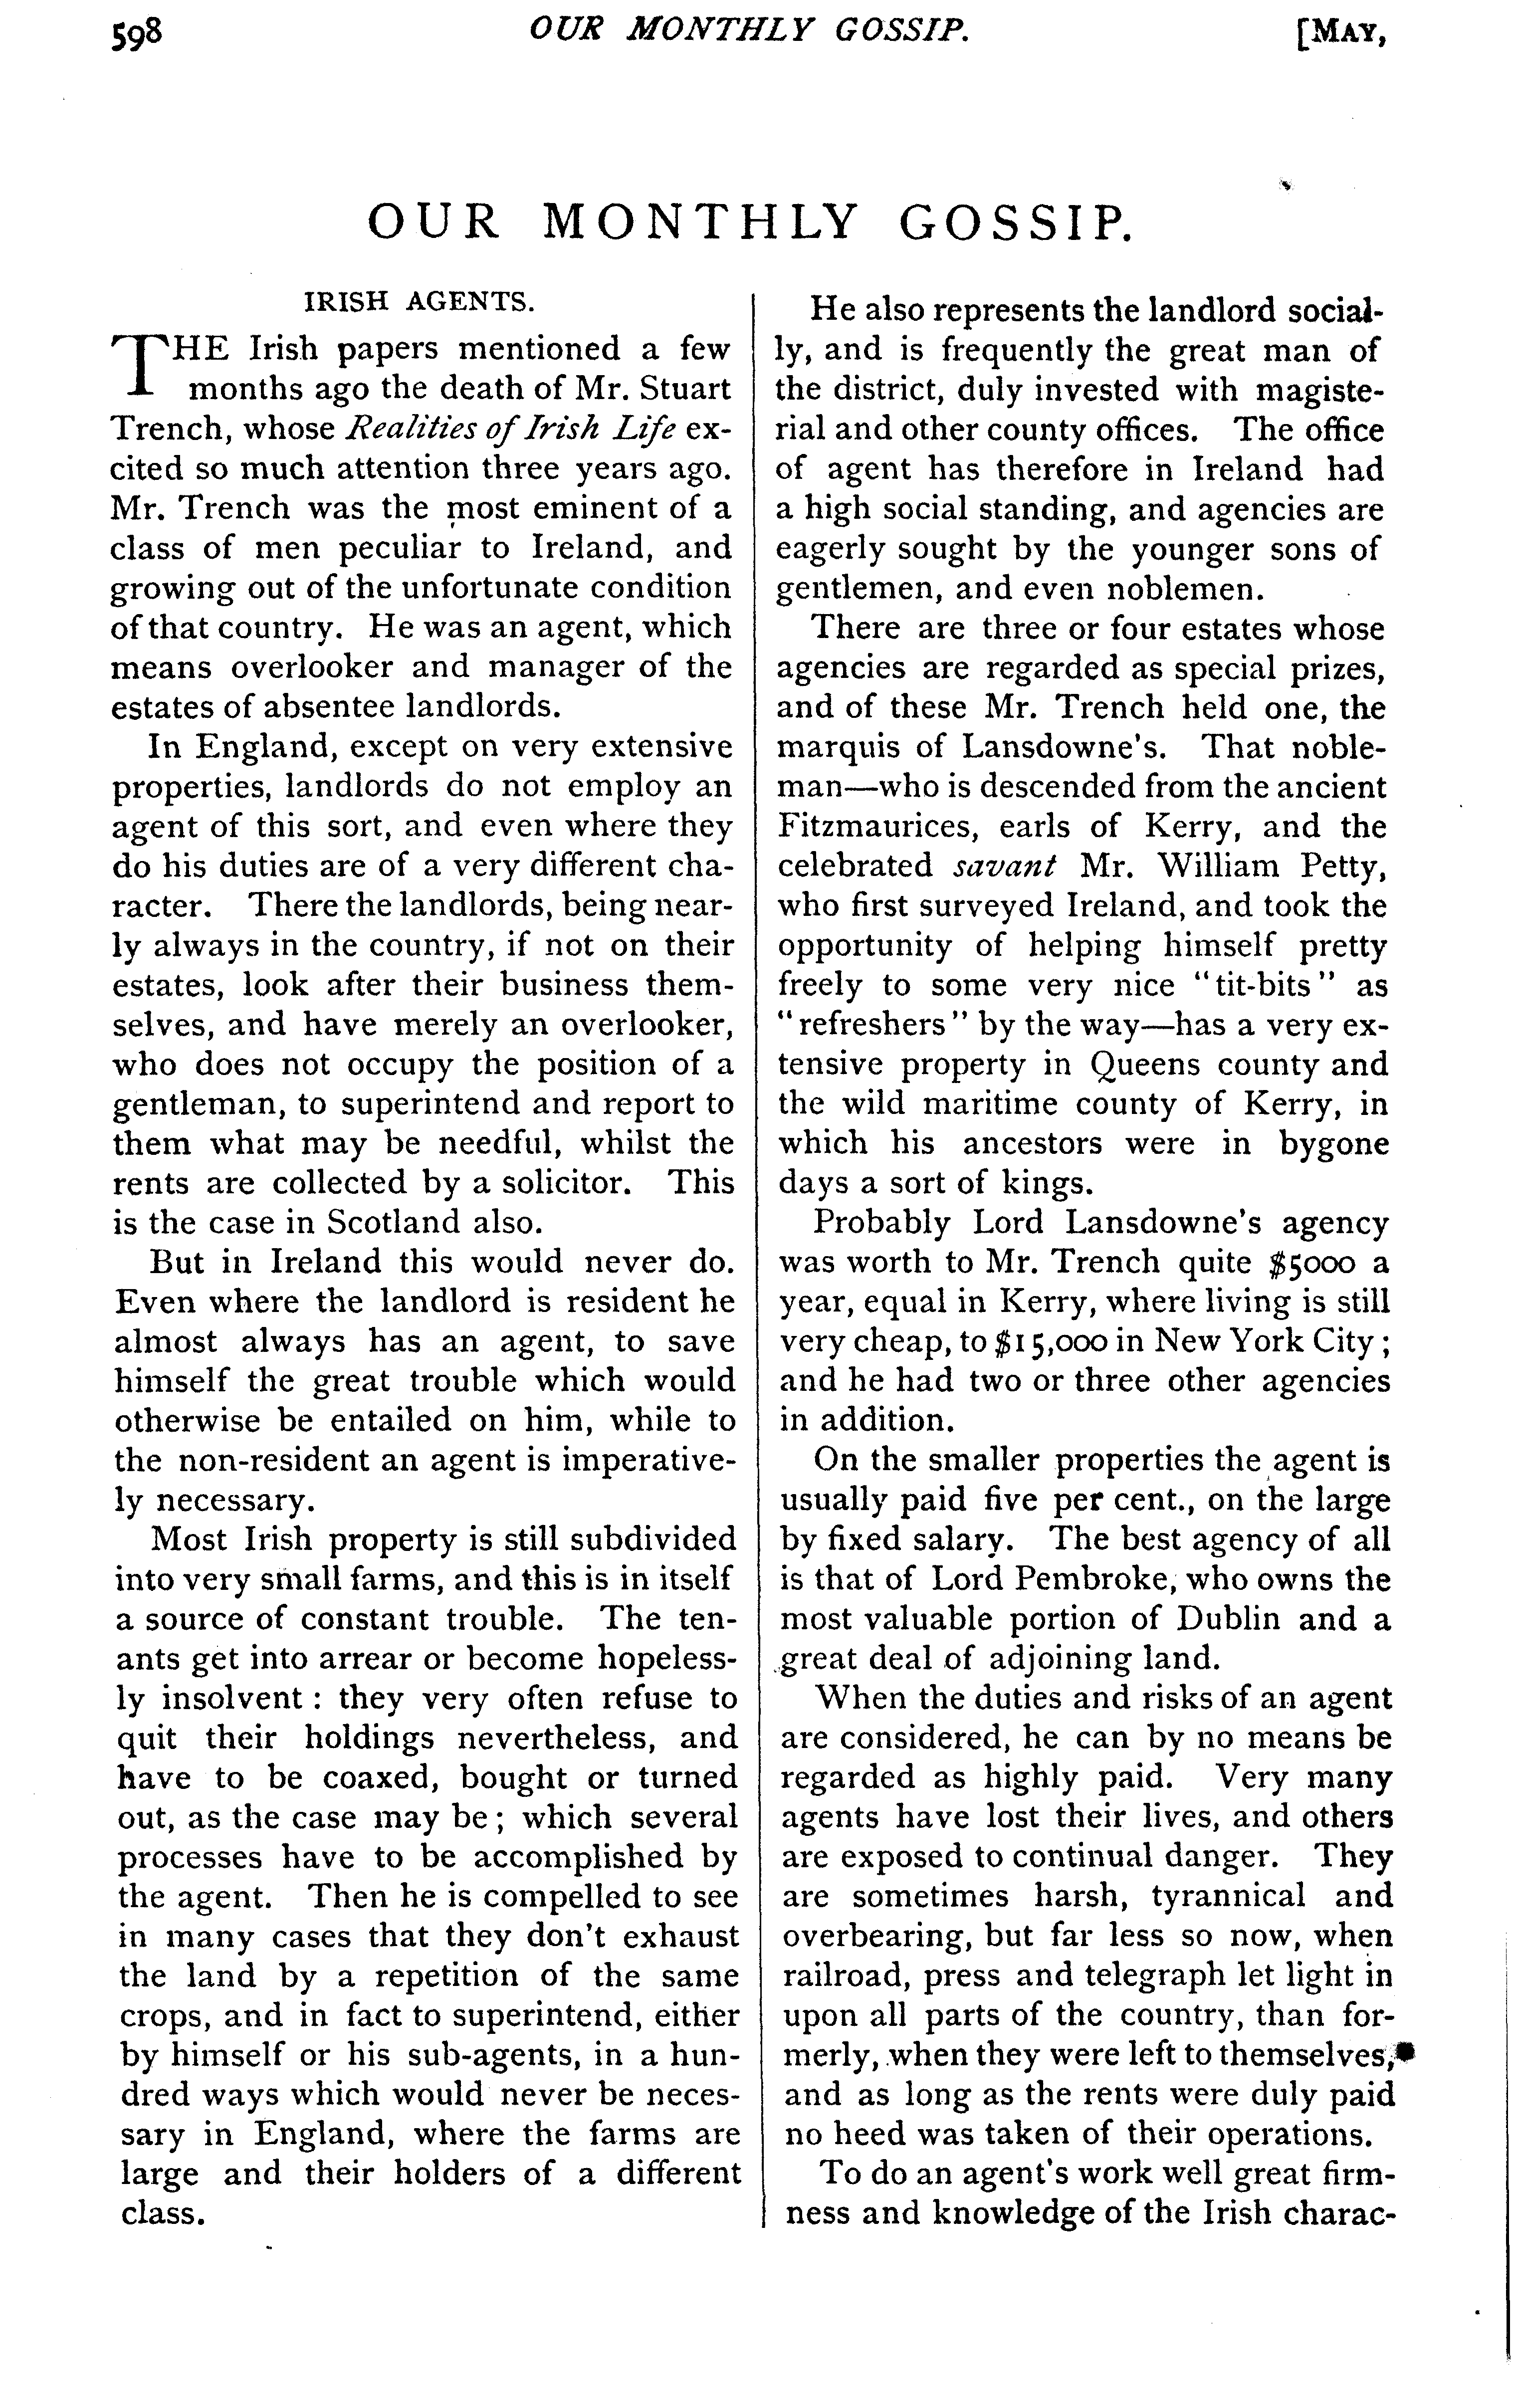 598
OUR MONTHLY GOSSIP.
[MAY,
OUR MONTHLY GOSSIP.
IRISH AGENTS.
THE Irish papers mentioned a few
months ago the death of Mr. Stuart
Trench, whose Realities of Irish Life ex-
cited so much attention three years ago.
Mr. Trench was the most eminent of a
class of men peculiar to Ireland, and
growing out of the unfortunate condition
of that country. He was an agent, which
means overlooker and manager of the
estates of absentee landlords.
In England, except on very extensive
properties, landlords do not employ an
agent of this sort, and even where they
do his duties are of a very different cha-
racter. There the landlords, being near-
ly always in the country, if not on their
estates, look after their business them-
selves, and have merely an overlooker,
who does not occupy the position of a
gentleman, to superintend and report to
them what may be needful, whilst the
rents are collected by a solicitor. This
is the case in Scotland also.
But in Ireland this would never do.
Even where the landlord is resident he
almost always has an agent, to save
himself the great trouble which would
otherwise be entailed on him, while to
the non-resident an agent is imperative-
ly necessary.
Most Irish property is still subdivided
into very small farms, and this is in itself
a source of constant trouble. The ten-
ants get into arrear or become hopeless-
ly insolvent: they very often refuse to
quit their holdings nevertheless, and
have to be coaxed, bought or turned
out, as the case may be; which several
processes have to be accomplished by
the agent. Then he is compelled to see
in many cases that they don't exhaust
the land by a repetition of the same
crops, and in fact to superintend, either
by himself or his sub-agents, in a hun-
dred ways which would never be neces-
sary in England, where the farms are
large and their holders of a different
class.
He also represents the landlord social-
ly, and is frequently the great man of
the district, duly invested with magiste-
rial and other county offices. The office
of agent has therefore in Ireland had
a high social standing, and agencies are
eagerly sought by the younger sons of
gentlemen, and even noblemen.
There are three or four estates whose
agencies are regarded as special prizes,
and of these Mr. Trench held one, the
marquis of Lansdowne's. That noble-
man—who is descended from the ancient
Fitzmaurices, earls of Kerry, and the
celebrated savant Mr. William Petty,
who first surveyed Ireland, and took the
opportunity of helping himself pretty
freely to some very nice "tit-bits" as
"refreshers" by the way—has a very ex-
tensive property in Queens county and
the wild maritime county of Kerry, in
which his ancestors were in bygone
days a sort of kings.
Probably Lord Lansdowne's agency
was worth to Mr. Trench quite $5000 a
year, equal in Kerry, where living is still
very cheap, to $15,000 in New York City;
and he had two or three other agencies
in addition.
On the smaller properties the agent is
usually paid five per cent., on the large
by fixed salary. The best agency of all
is that of Lord Pembroke, who owns the
most valuable portion of Dublin and a
great deal of adjoining land.
When the duties and risks of an agent
are considered, he can by no means be
regarded as highly paid. Very many
agents have lost their lives, and others
are exposed to continual danger. They
are sometimes harsh, tyrannical and
overbearing, but far less so now, when
railroad, press and telegraph let light in
upon all parts of the country, than for-
merly, when they were left to themselves,
and as long as the rents were duly paid
no heed was taken of their operations.
To do an agent's work well great firm-
ness and knowledge of the Irish charac-